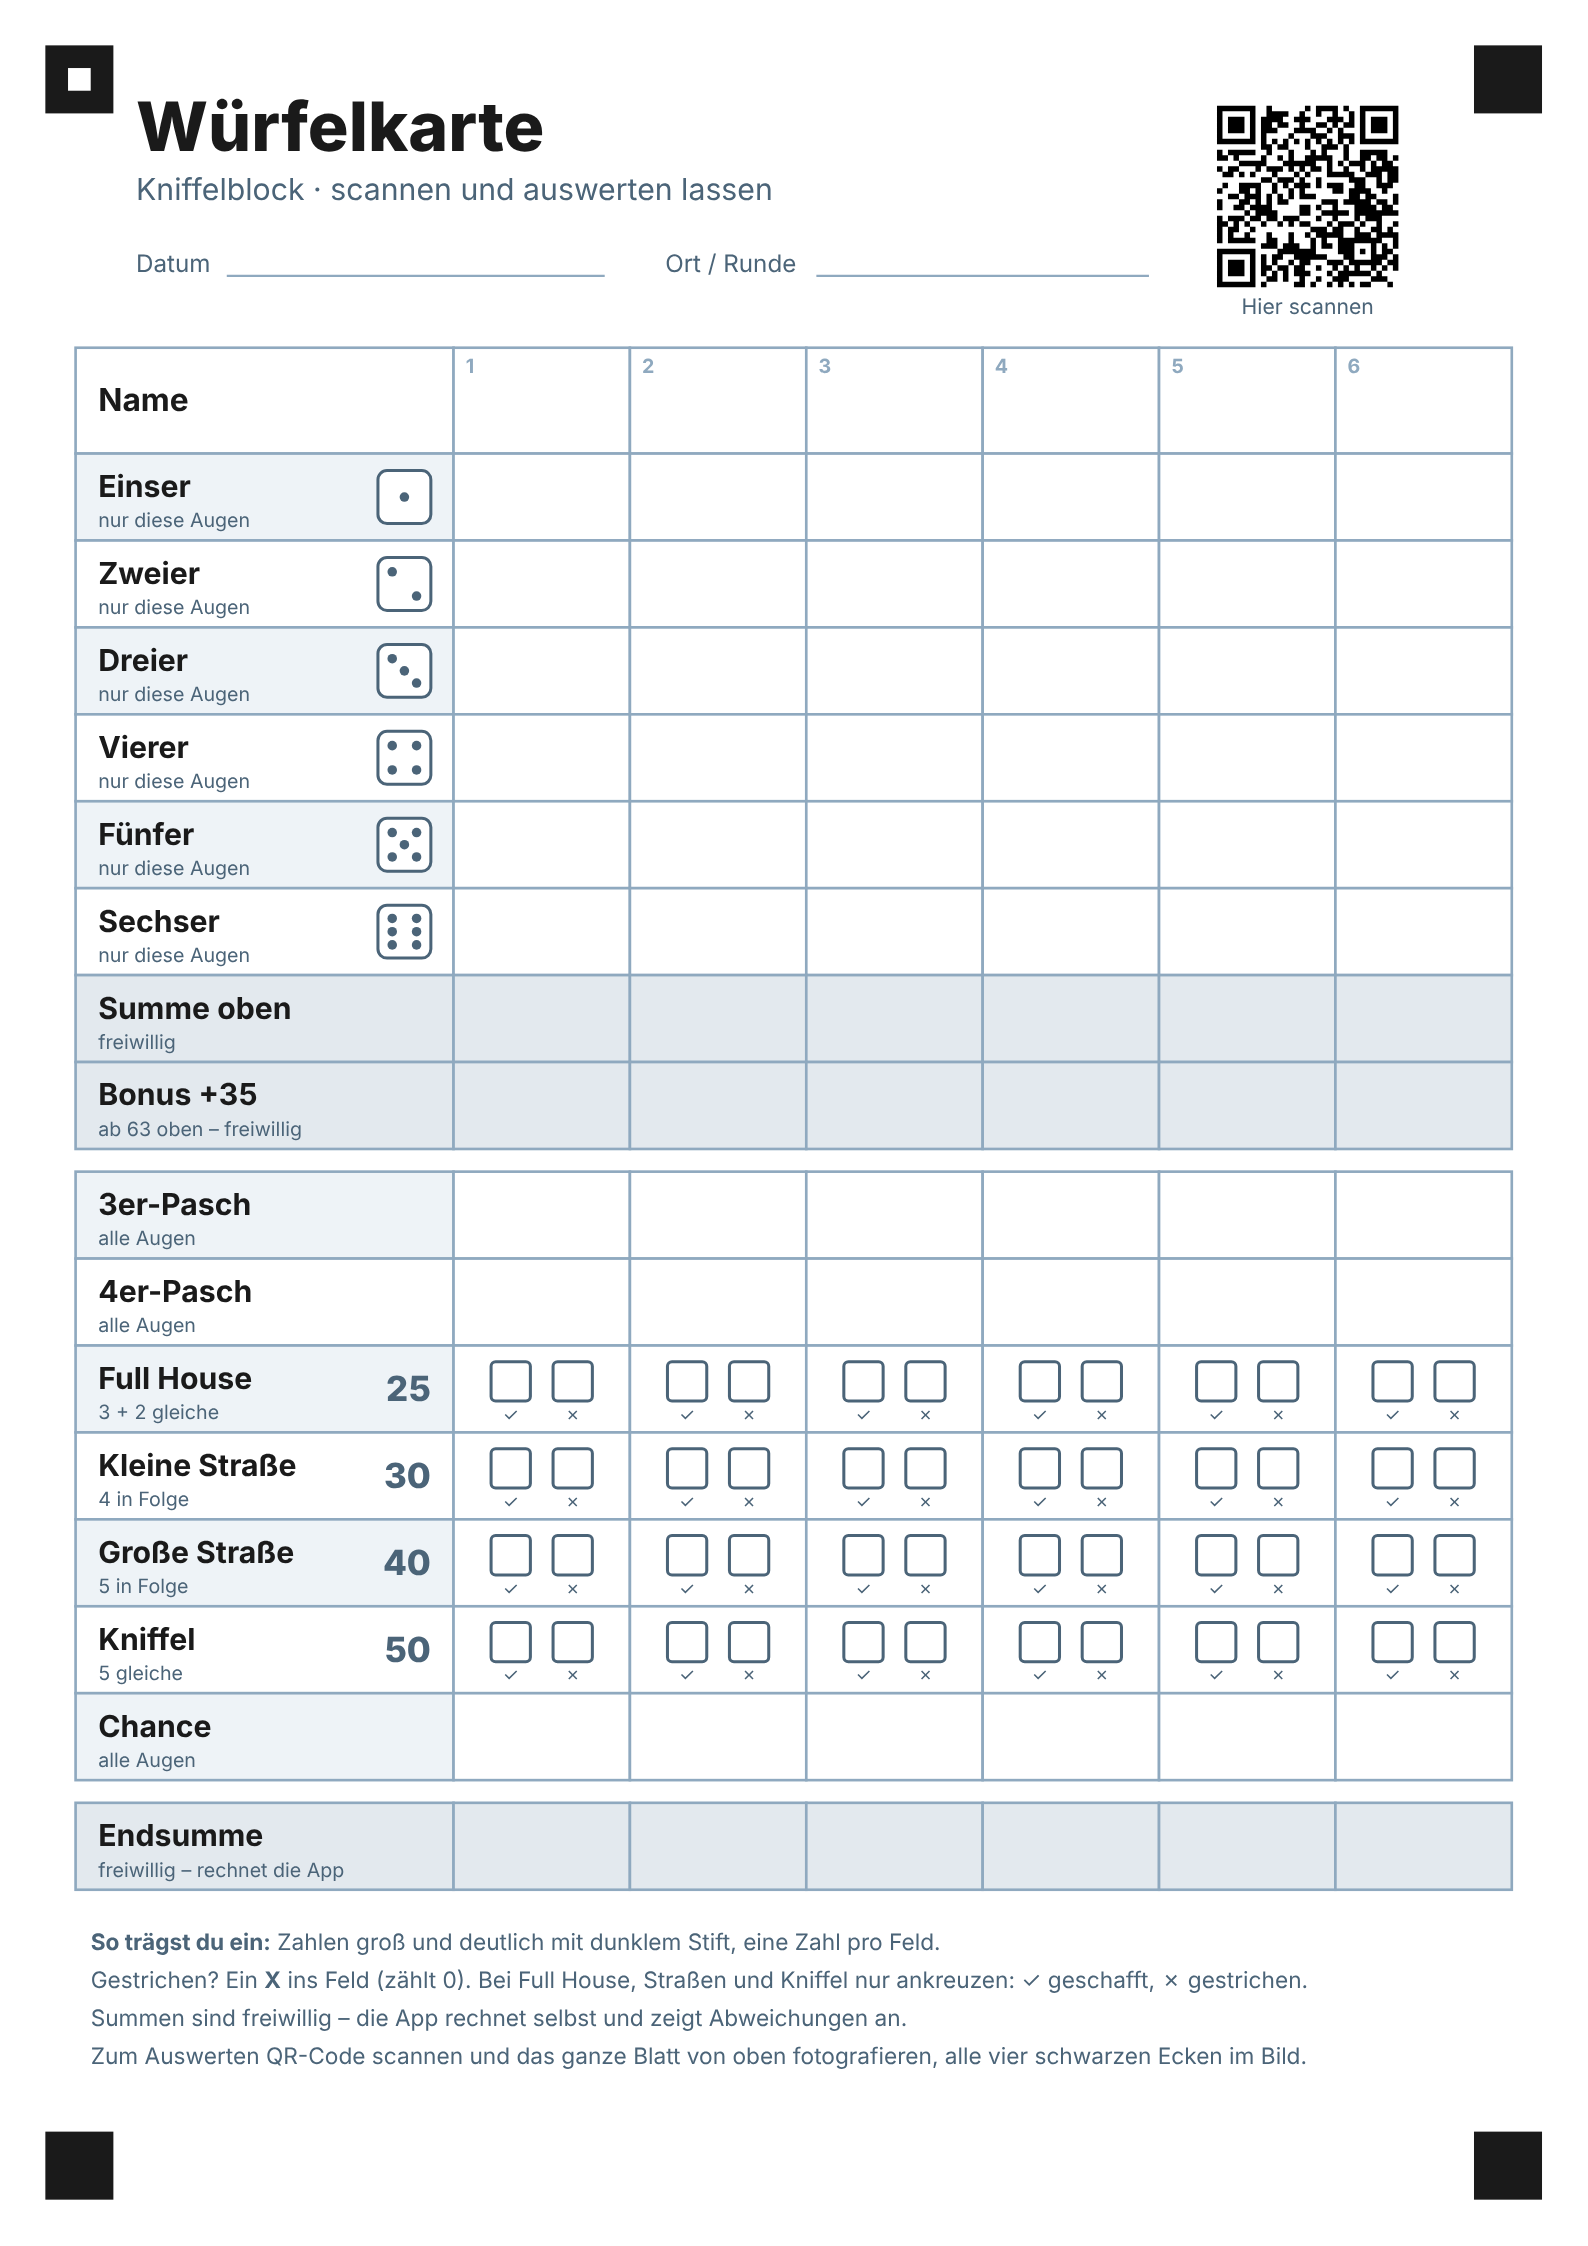 Würfelkarte
Kniffelblock · scannen und auswerten lassen
Datum
Ort / Runde
Hier scannen
Name
1
2
3
4
5
6
Einser
nur diese Augen
Zweier
nur diese Augen
Dreier
nur diese Augen
Vierer
nur diese Augen
Fünfer
nur diese Augen
Sechser
nur diese Augen
Summe oben
freiwillig
Bonus +35
ab 63 oben – freiwillig
3er-Pasch
alle Augen
4er-Pasch
alle Augen
Full House 25
3 + 2 gleiche
✓ × ✓ × ✓ × ✓ × ✓ × ✓ ×
Kleine Straße 30
4 in Folge
✓ × ✓ × ✓ × ✓ × ✓ × ✓ ×
Große Straße 40
5 in Folge
✓ × ✓ × ✓ × ✓ × ✓ × ✓ ×
Kniffel 50
5 gleiche
✓ × ✓ × ✓ × ✓ × ✓ × ✓ ×
Chance
alle Augen
Endsumme
freiwillig – rechnet die App
So trägst du ein: Zahlen groß und deutlich mit dunklem Stift, eine Zahl pro Feld.
Gestrichen? Ein X ins Feld (zählt 0). Bei Full House, Straßen und Kniffel nur ankreuzen: ✓ geschafft, × gestrichen.
Summen sind freiwillig – die App rechnet selbst und zeigt Abweichungen an.
Zum Auswerten QR-Code scannen und das ganze Blatt von oben fotografieren, alle vier schwarzen Ecken im Bild.